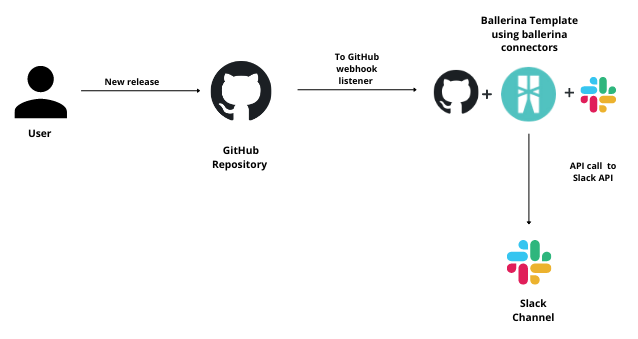 Ballerina Template
using ballerina
connectors
New release
To GitHub
webhook
listener
+
+
User
GitHub
Repository
API call  to
Slack API
Slack
Channel